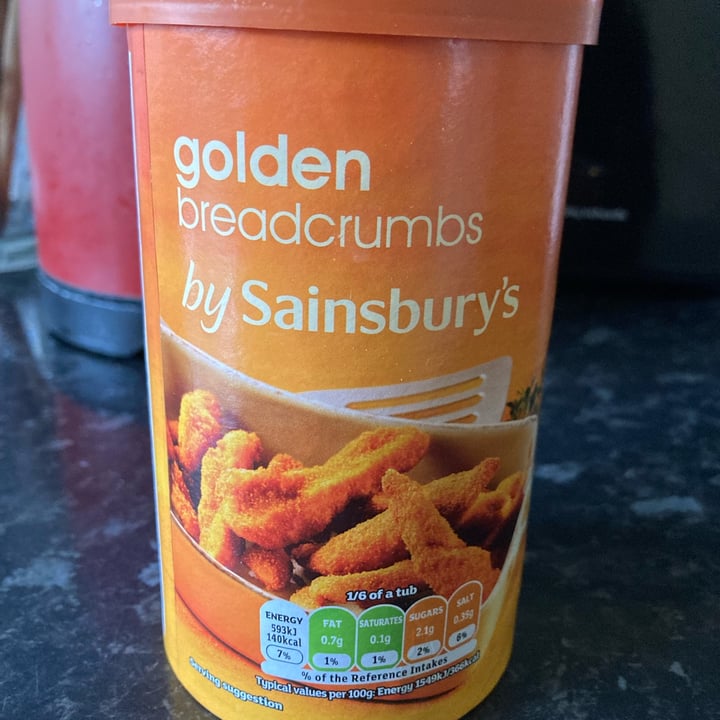 golden
breadcrumbs
by Sainsbury's
1/6 of a tub
ENERGY
593kJ
140kcal
7%
FAT
0.7g
1%
SATURATES
0.1g
1%
SUGARS
2.1g
2%
SALT
0.35g
6%
% of the Reference Intakes
Typical values per 100g: Energy 1549kJ/366kcal
Serving suggestion